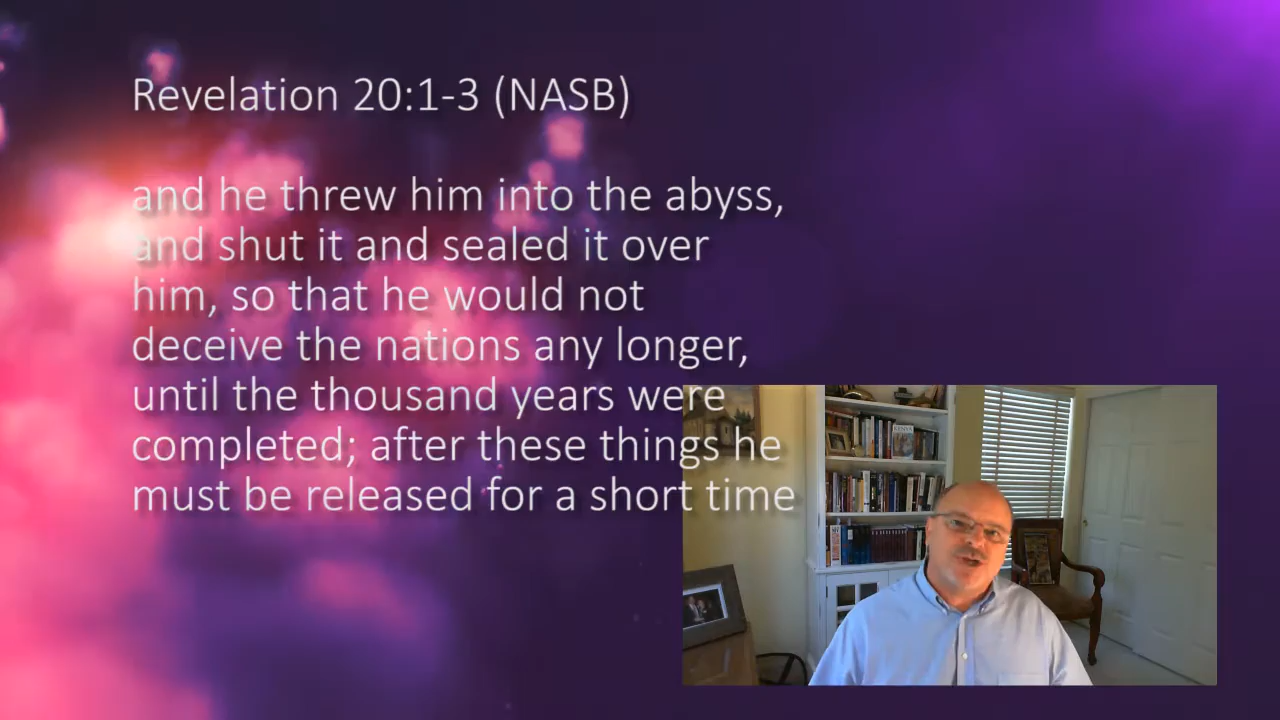 Revelation 20:1-3 (NASB)
and he threw him into the abyss,
and shut it and sealed it over
him, so that he would not
deceive the nations any longer,
until the thousand years were
completed; after these things he
must be released for a short time
KENYA